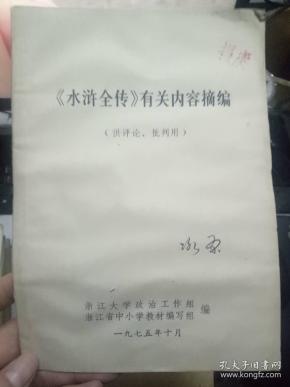 《水浒全传》有关内容摘编
（供评论、批判用）
浙江大学政治工作组
浙江省中小学教材编写组
编
一九七五年十月
孔夫子旧书网